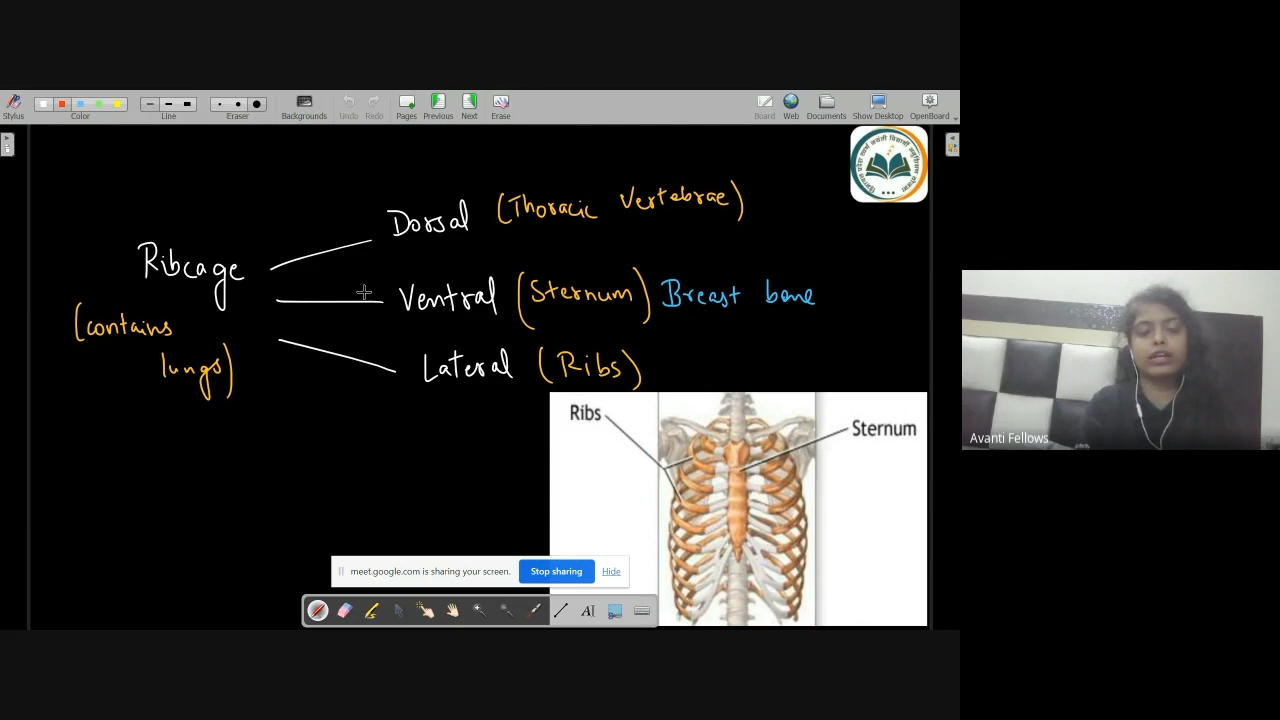 Stylus
Color
Line
Eraser
Backgrounds
Undo
Redo
Pages
Previous
Next
Erase
Board
Web
Documents
Show Desktop
OpenBoard
Dorsal (Thoracic Vertebrae)
Ribcage
(contains
lungs)
Ventral (Sternum) Breast bone
Lateral (Ribs)
Ribs
Sternum
Avanti Fellows
meet.google.com is sharing your screen.
Stop sharing
Hide